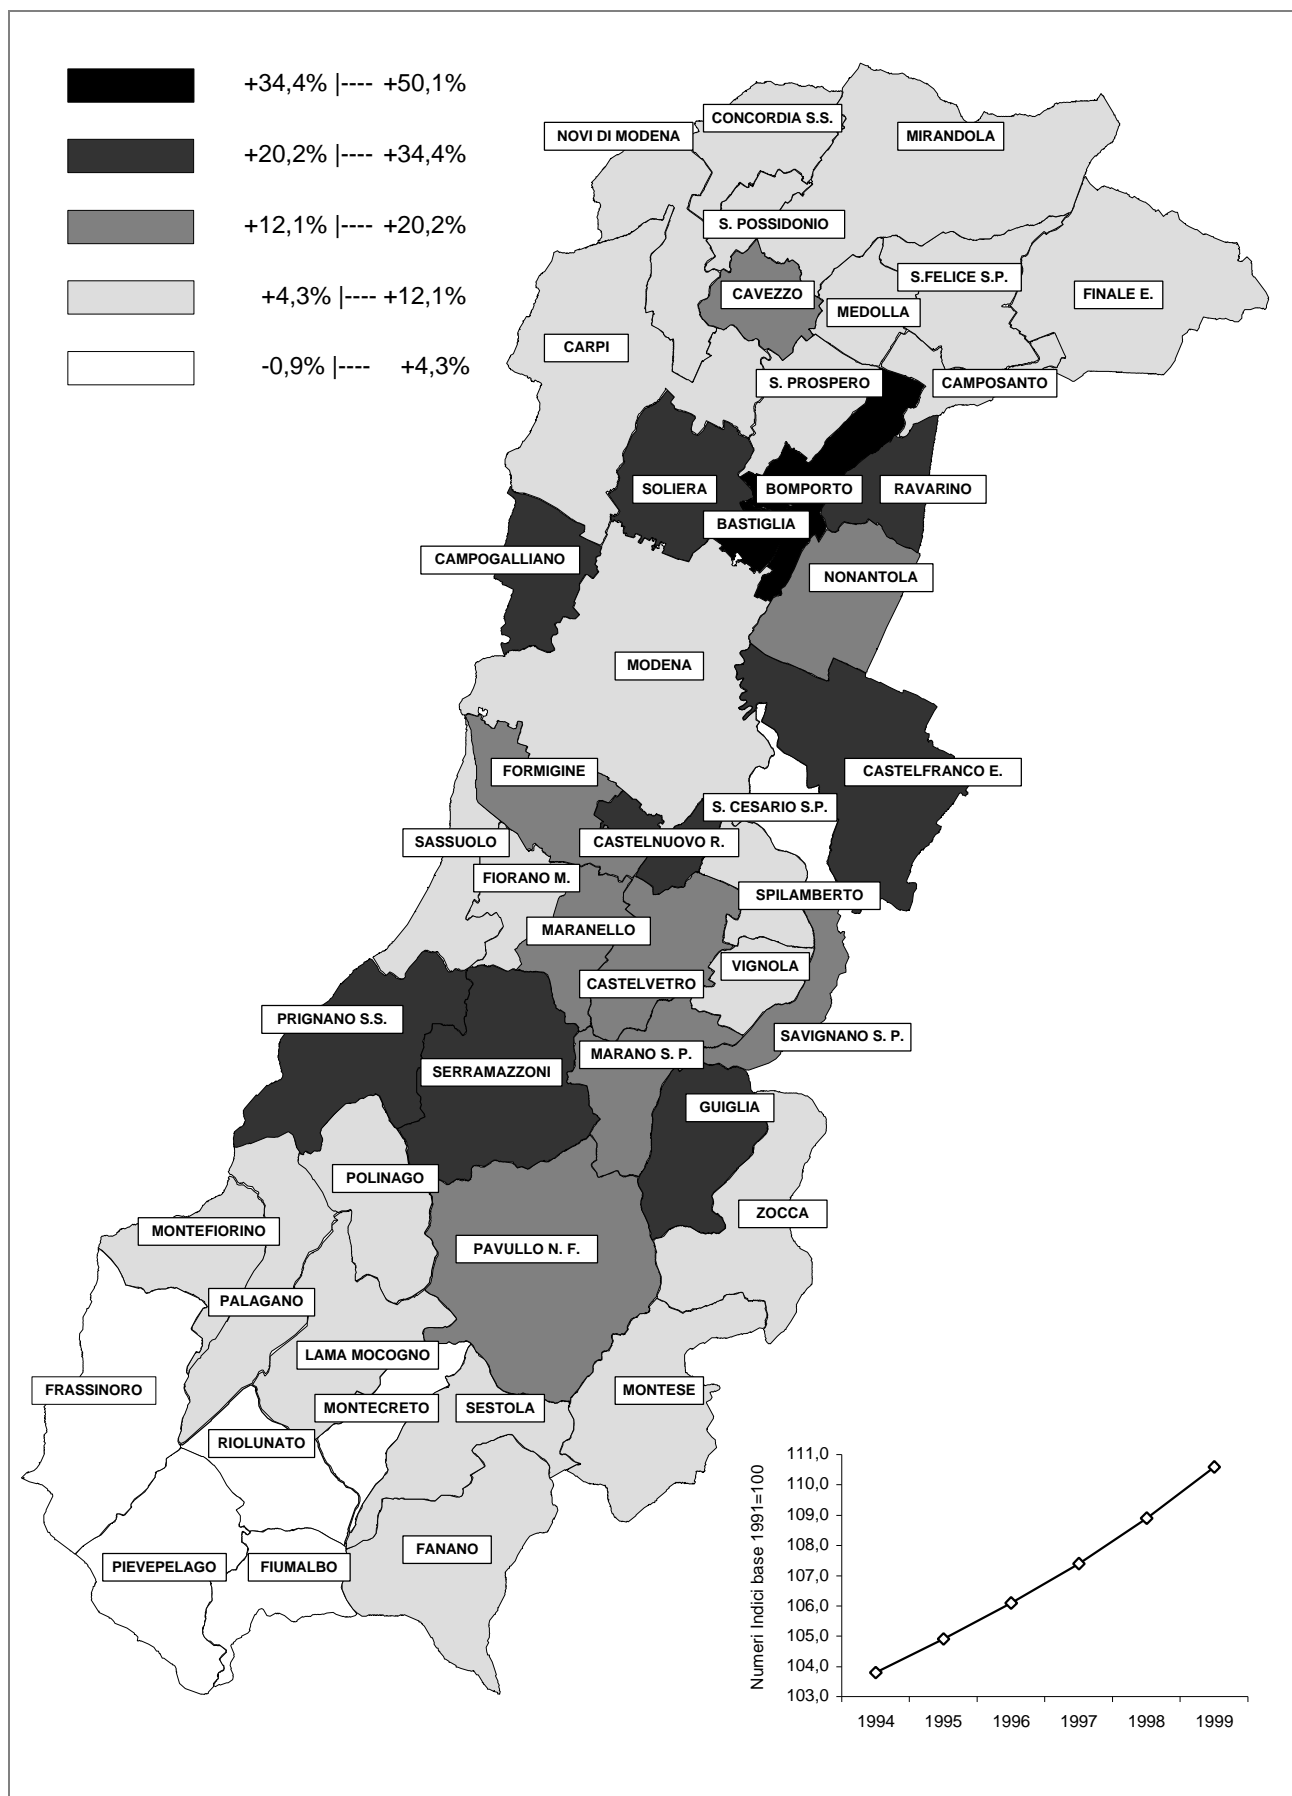 +34,4% |---- +50,1%
+20,2% |---- +34,4%
+12,1% |---- +20,2%
+4,3% |---- +12,1%
-0,9% |---- +4,3%
CONCORDIA S.S.
NOVI DI MODENA
MIRANDOLA
S. POSSIDONIO
S.FELICE S.P.
CAVEZZO
FINALE E.
MEDOLLA
CARPI
S. PROSPERO
CAMPOSANTO
SOLIERA
BOMPORTO
RAVARINO
BASTIGLIA
CAMPOGALLIANO
NONANTOLA
MODENA
FORMIGINE
CASTELFRANCO E.
S. CESARIO S.P.
SASSUOLO
CASTELNUOVO R.
FIORANO M.
SPILAMBERTO
MARANELLO
VIGNOLA
CASTELVETRO
PRIGNANO S.S.
SAVIGNANO S. P.
MARANO S. P.
SERRAMAZZONI
GUIGLIA
POLINAGO
ZOCCA
MONTEFIORINO
PAVULLO N. F.
PALAGANO
LAMA MOCOGNO
FRASSINORO
MONTESE
MONTECRETO
SESTOLA
RIOLUNATO
FANANO
PIEVEPELAGO
FIUMALBO
Numeri Indici base 1991=100
111,0
110,0
109,0
108,0
107,0
106,0
105,0
104,0
103,0
1994 1995 1996 1997 1998 1999